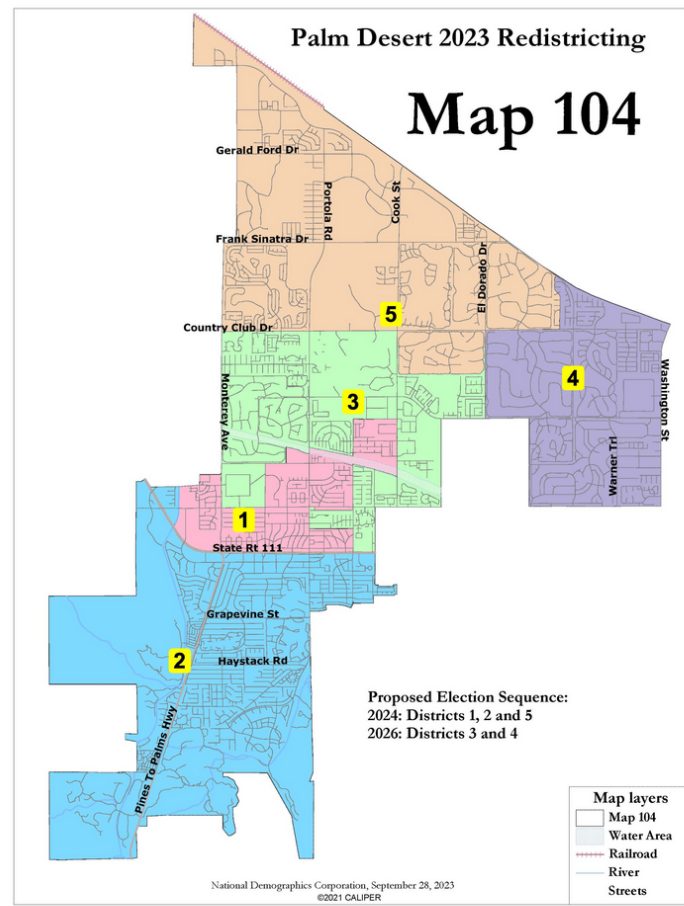 Palm Desert 2023 Redistricting
Map 104
Gerald Ford Dr
Portola Rd
Cook St
Frank Sinatra Dr
El Dorado Dr
5
Country Club Dr
4
Washington St
Monterey Ave
3
Warner Trl
1
State Rt 111
Grapevine St
2
Haystack Rd
Pines To Palms Hwy
Proposed Election Sequence:
2024: Districts 1, 2 and 5
2026: Districts 3 and 4
Map layers
Map 104
Water Area
Railroad
River
Streets
National Demographics Corporation, September 28, 2023
©2021 CALIPER